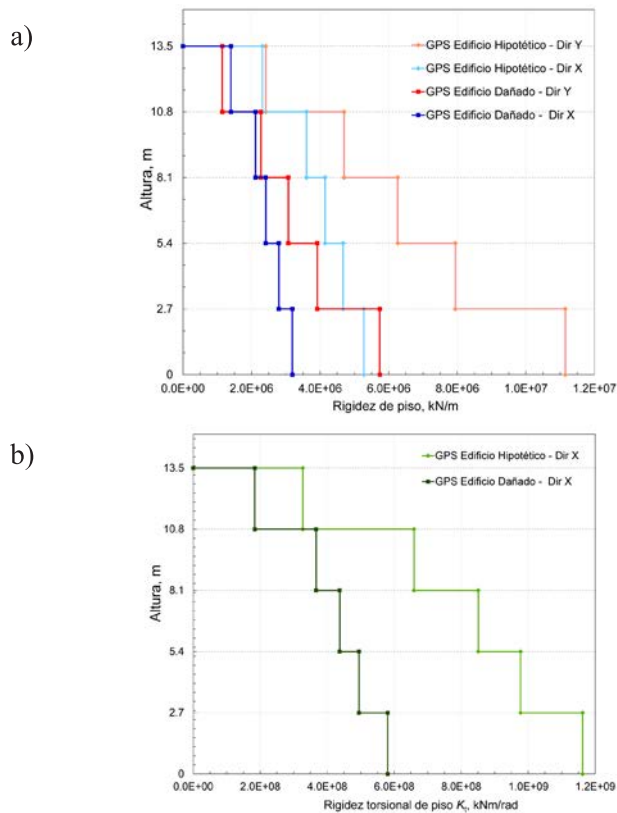 a)
13.5
10.8
8.1
5.4
2.7
0
Altura, m
GPS Edificio Hipotético - Dir Y
GPS Edificio Hipotético - Dir X
GPS Edificio Dañado - Dir Y
GPS Edificio Dañado - Dir X
0.0E+00 2.0E+06 4.0E+06 6.0E+06 8.0E+06 1.0E+07 1.2E+07
Rigidez de piso, kN/m
b)
13.5
10.8
8.1
5.4
2.7
0
Altura, m
GPS Edificio Hipotético - Dir X
GPS Edificio Dañado - Dir X
0.0E+00 2.0E+08 4.0E+08 6.0E+08 8.0E+08 1.0E+09 1.2E+09
Rigidez torsional de piso Kt, kNm/rad